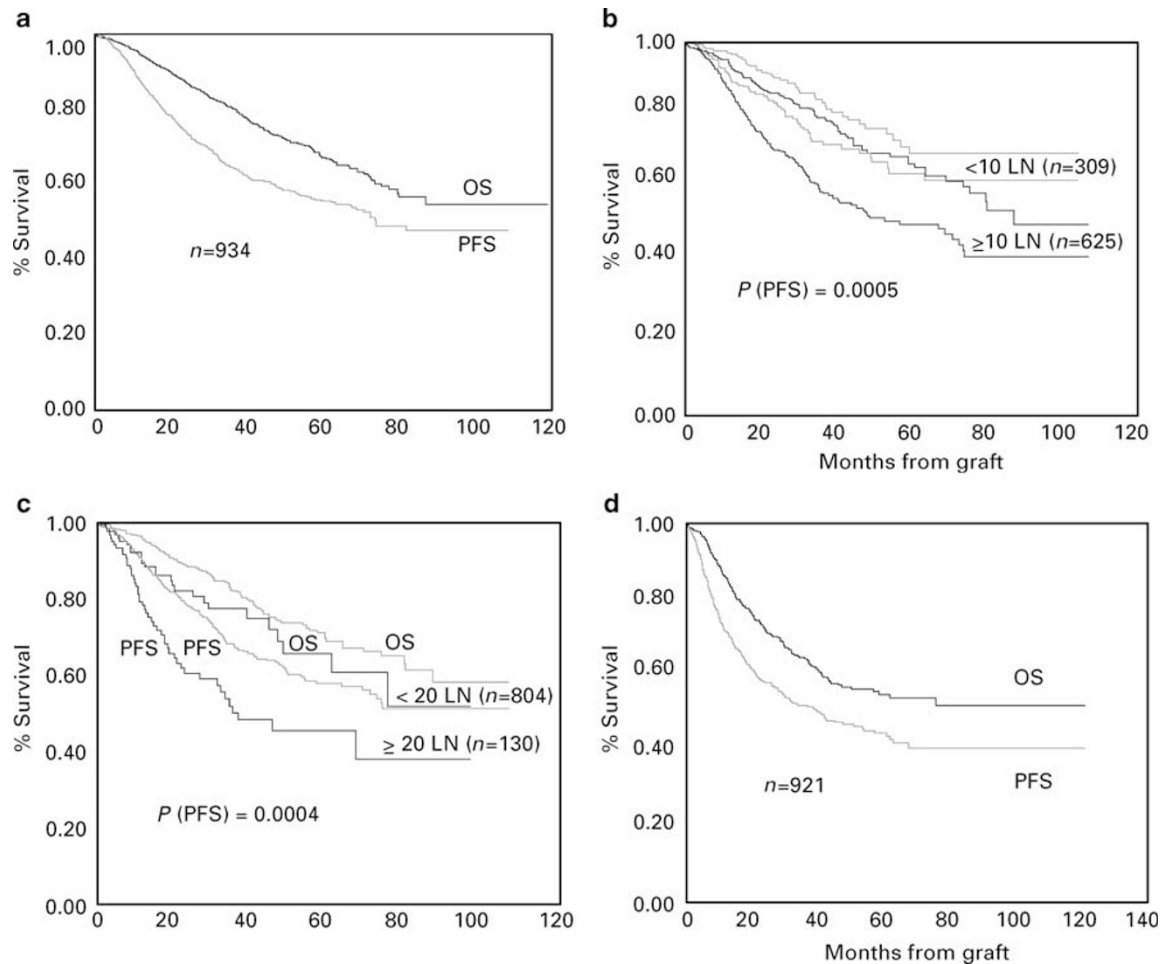 a
1.00
0.80
0.60
0.40
0.20
0.00
% Survival
OS
PFS
n=934
0 20 40 60 80 100 120
b
1.00
0.80
0.60
0.40
0.20
0.00
% Survival
<10 LN (n=309)
≥10 LN (n=625)
P (PFS) = 0.0005
0 20 40 60 80 100 120
Months from graft
c
1.00
0.80
0.60
0.40
0.20
0.00
% Survival
PFS PFS OS OS
< 20 LN (n=804)
≥ 20 LN (n=130)
P (PFS) = 0.0004
0 20 40 60 80 100 120
d
1.00
0.80
0.60
0.40
0.20
0.00
% Survival
OS
PFS
n=921
0 20 40 60 80 100 120 140
Months from graft